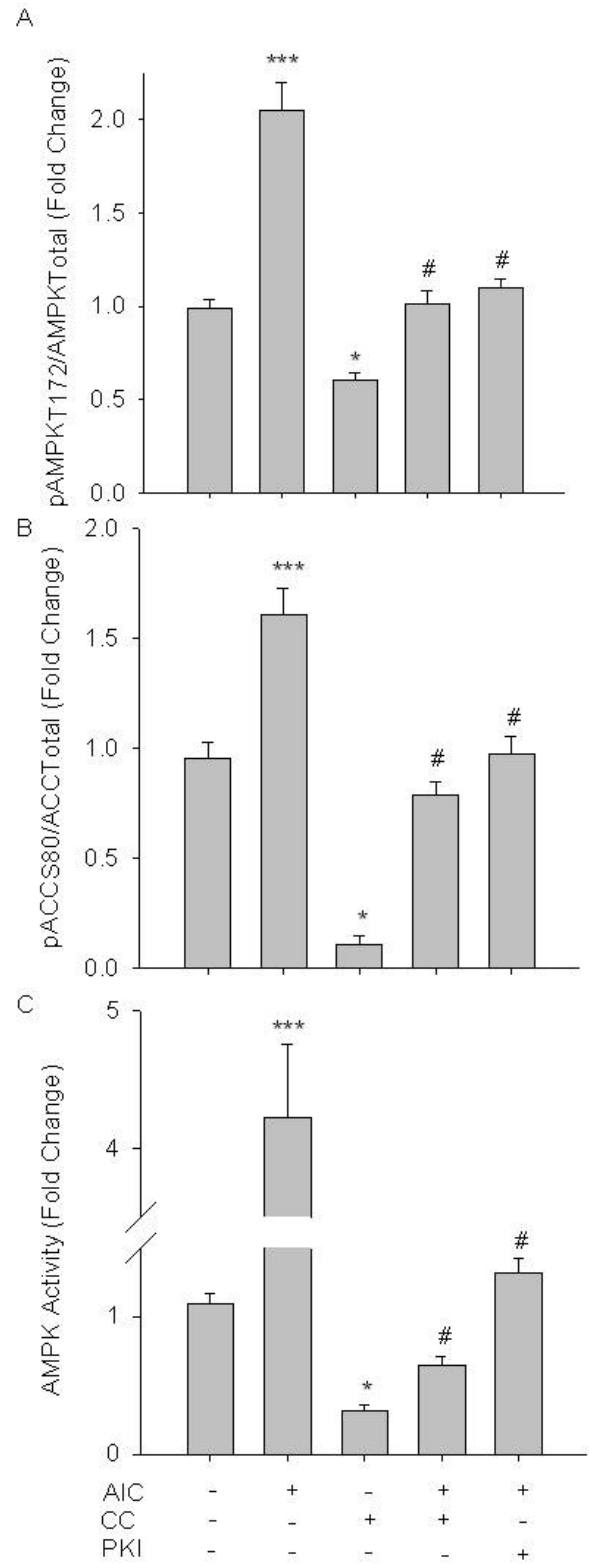 A
pAMPKT172/AMPKTotal (Fold Change)
2.0
1.5
1.0
0.5
0.0
***
*
#
#
B
pACCS80/ACCTotal (Fold Change)
2.0
1.5
1.0
0.5
0.0
***
*
#
#
C
AMPK Activity (Fold Change)
5
4
1
0
***
*
#
#
AIC - + - + +
CC - - + + -
PKI - - - - +